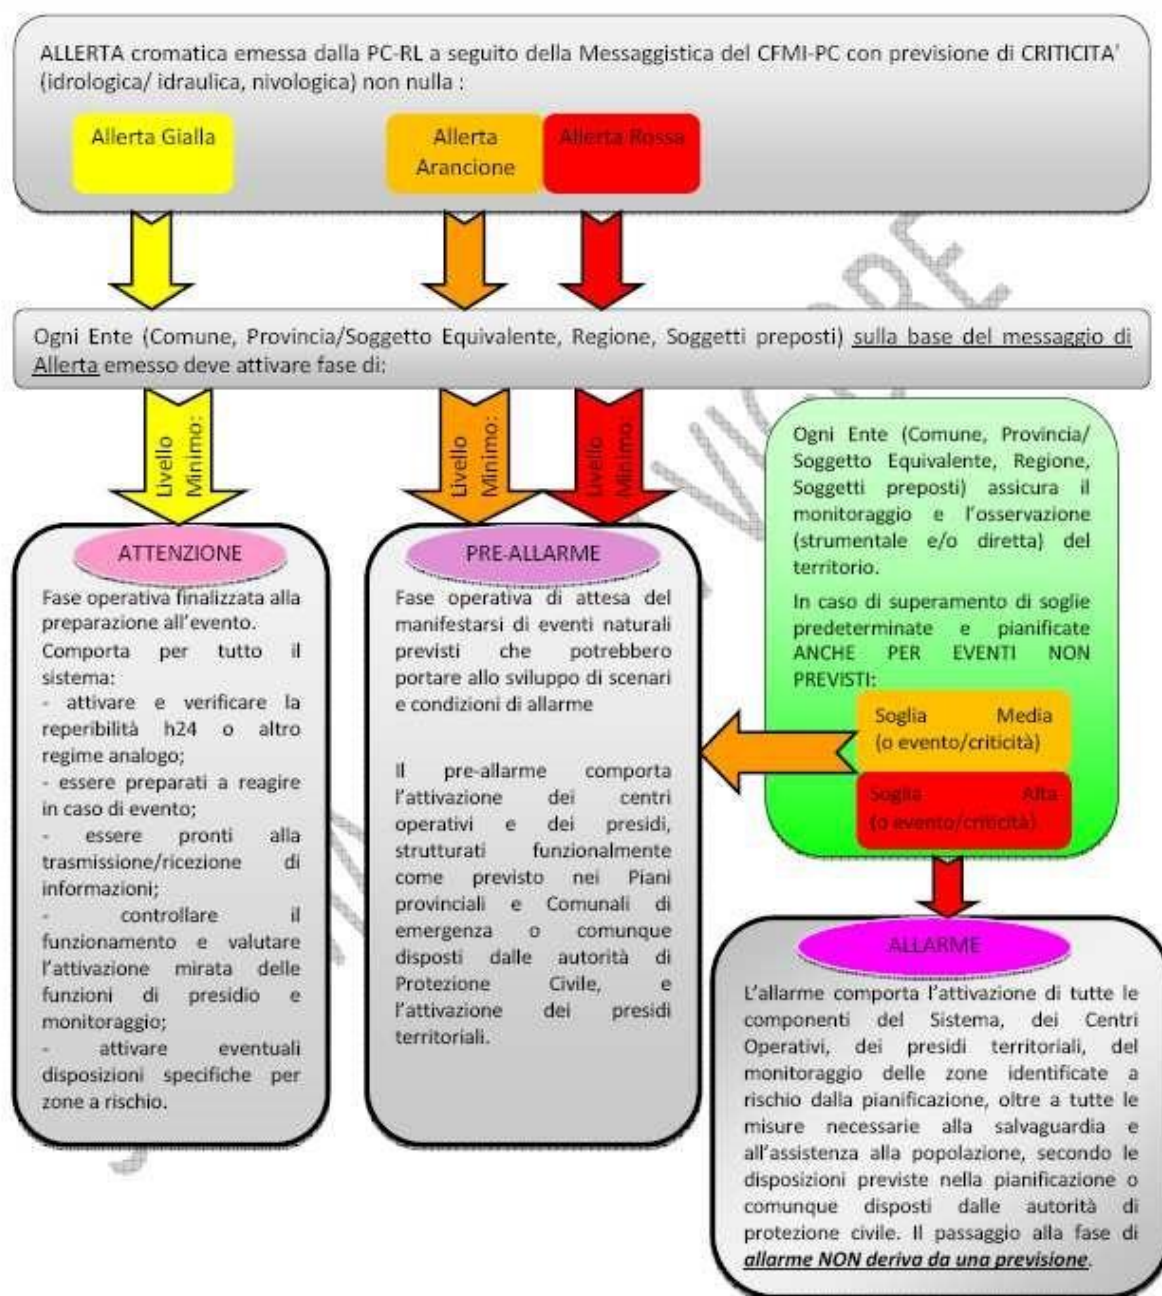 ALLERTA cromatica emessa dalla PC-RL a seguito della Messaggistica del CFMI-PC con previsione di CRITICITA'
(idrologica/ idraulica, nivologica) non nulla :
Allerta Gialla
Allerta
Arancione
Allerta Rossa
Ogni Ente (Comune, Provincia/Soggetto Equivalente, Regione, Soggetti preposti) sulla base del messaggio di
Allerta emesso deve attivare fase di:
Livello
Minimo:
Livello
Minimo:
Livello
Minimo:
ATTENZIONE
Fase operativa finalizzata alla
preparazione all'evento.
Comporta per tutto il
sistema:
- attivare e verificare la
reperibilità h24 o altro
regime analogo;
- essere preparati a reagire
in caso di evento;
- essere pronti alla
trasmissione/ricezione di
informazioni;
- controllare il
funzionamento e valutare
l'attivazione mirata delle
funzioni di presidio e
monitoraggio;
- attivare eventuali
disposizioni specifiche per
zone a rischio.
PRE-ALLARME
Fase operativa di attesa del
manifestarsi di eventi naturali
previsti che potrebbero
portare allo sviluppo di scenari
e condizioni di allarme
Il pre-allarme comporta
l'attivazione dei centri
operativi e dei presidi,
strutturati funzionalmente
come previsto nei Piani
provinciali e Comunali di
emergenza o comunque
disposti dalle autorità di
Protezione Civile, e
l'attivazione dei presidi
territoriali.
Ogni Ente (Comune, Provincia/
Soggetto Equivalente, Regione,
Soggetti preposti) assicura il
monitoraggio e l'osservazione
(strumentale e/o diretta) del
territorio.
In caso di superamento di soglie
predeterminate e pianificate
ANCHE PER EVENTI NON
PREVISTI:
Soglia Media
(o evento/criticità)
Soglia Alta
(o evento/criticità)
ALLARME
L'allarme comporta l'attivazione di tutte le
componenti del Sistema, dei Centri
Operativi, dei presidi territoriali, del
monitoraggio delle zone identificate a
rischio dalla pianificazione, oltre a tutte le
misure necessarie alla salvaguardia e
all'assistenza alla popolazione, secondo le
disposizioni previste nella pianificazione o
comunque disposti dalle autorità di
protezione civile. Il passaggio alla fase di
allarme NON deriva da una previsione.